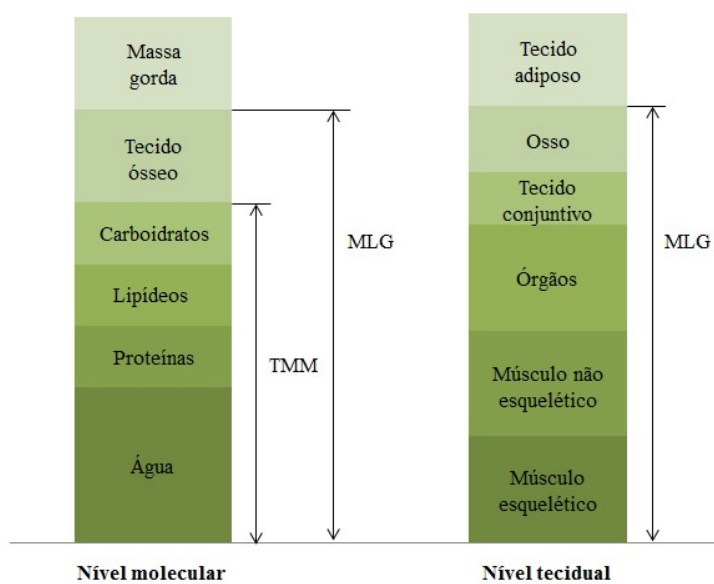 Massa
gorda
Tecido
ósseo
Carboidratos
Lipídeos
Proteínas
Água
TMM
MLG
Nível molecular
Tecido
adiposo
Osso
Tecido
conjuntivo
Órgãos
Músculo não
esquelético
Músculo
esquelético
MLG
Nível tecidual